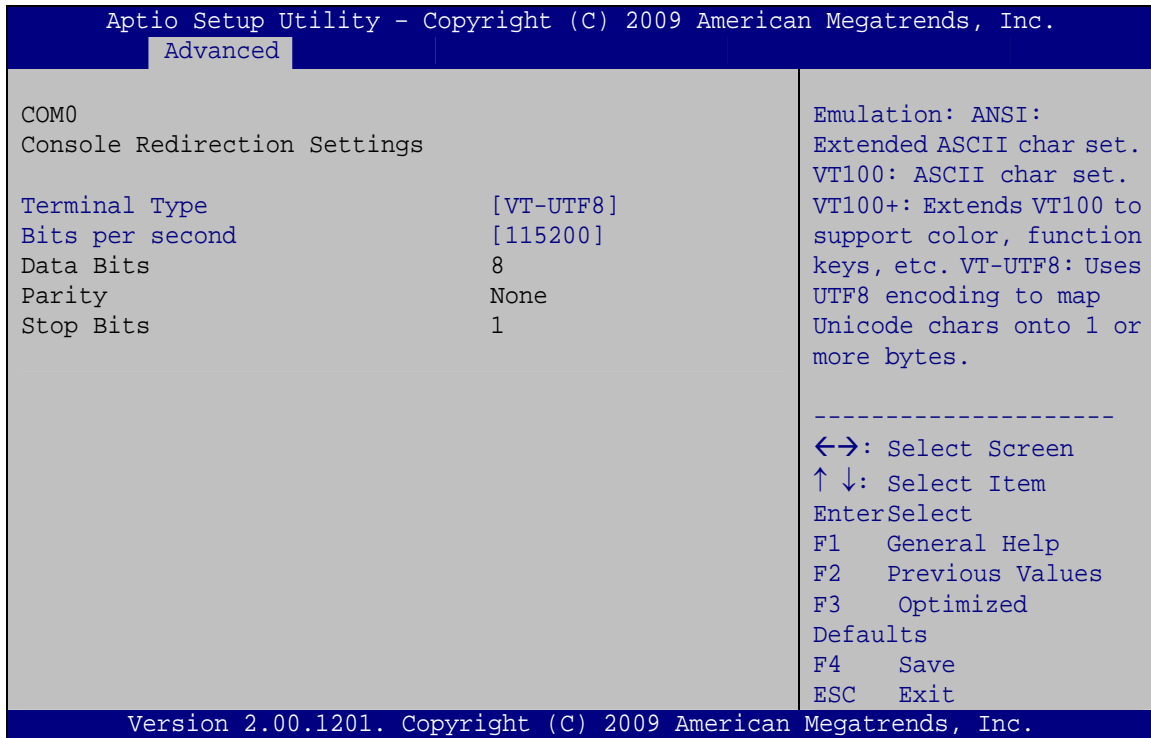 Aptio Setup Utility – Copyright (C) 2009 American Megatrends, Inc.
Advanced
COM0
Console Redirection Settings
Terminal Type [VT-UTF8]
Bits per second [115200]
Data Bits 8
Parity None
Stop Bits 1
Emulation: ANSI:
Extended ASCII char set.
VT100: ASCII char set.
VT100+: Extends VT100 to
support color, function
keys, etc. VT-UTF8: Uses
UTF8 encoding to map
Unicode chars onto 1 or
more bytes.
---------------------
←→: Select Screen
↑ ↓: Select Item
EnterSelect
F1 General Help
F2 Previous Values
F3 Optimized
Defaults
F4 Save
ESC Exit
Version 2.00.1201. Copyright (C) 2009 American Megatrends, Inc.